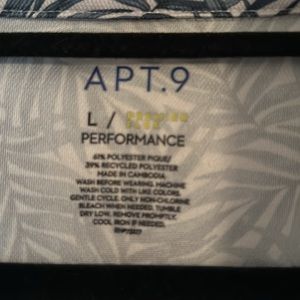 APT.9
L / PREMIUM
FLEX
PERFORMANCE
61% POLYESTER PIQUE/
39% RECYCLED POLYESTER
MADE IN CAMBODIA
WASH BEFORE WEARING. MACHINE
WASH COLD WITH LIKE COLORS,
GENTLE CYCLE. ONLY NON-CHLORINE
BLEACH WHEN NEEDED. TUMBLE
DRY LOW. REMOVE PROMPTLY.
COOL IRON IF NEEDED.